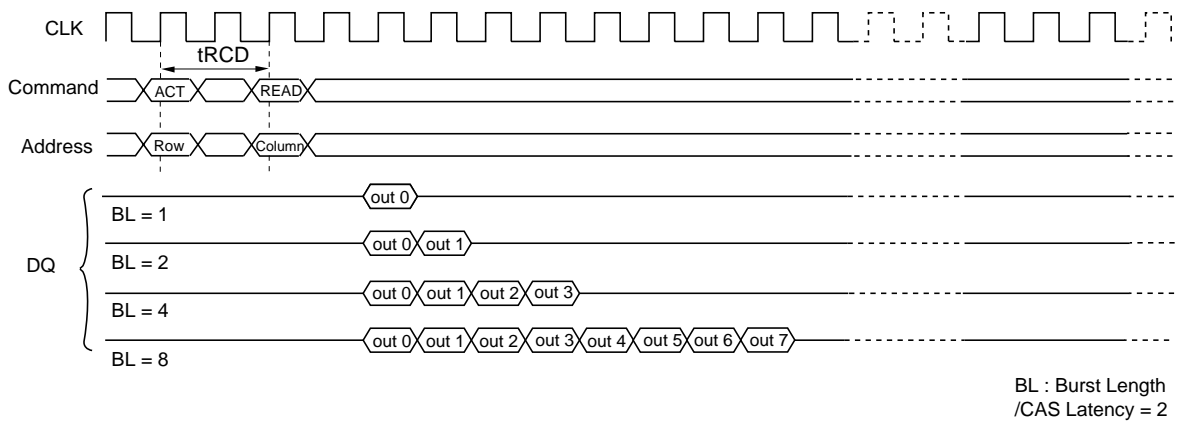 CLK
tRCD
Command ACT READ
Address Row Column
DQ
BL = 1 out 0
BL = 2 out 0 out 1
BL = 4 out 0 out 1 out 2 out 3
BL = 8 out 0 out 1 out 2 out 3 out 4 out 5 out 6 out 7
BL : Burst Length
/CAS Latency = 2